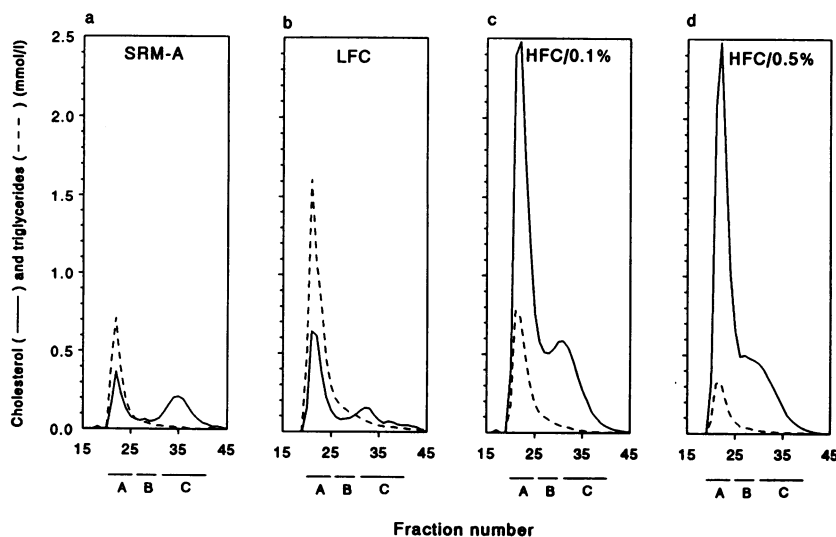 a
b
c
d
SRM-A
LFC
HFC/0.1%
HFC/0.5%
Cholesterol ( —— ) and triglycerides ( - - - ) (mmol/l)
2.5
2.0
1.5
1.0
0.5
0.0
15 25 35 45
15 25 35 45
15 25 35 45
15 25 35 45
A B C
A B C
A B C
A B C
Fraction number